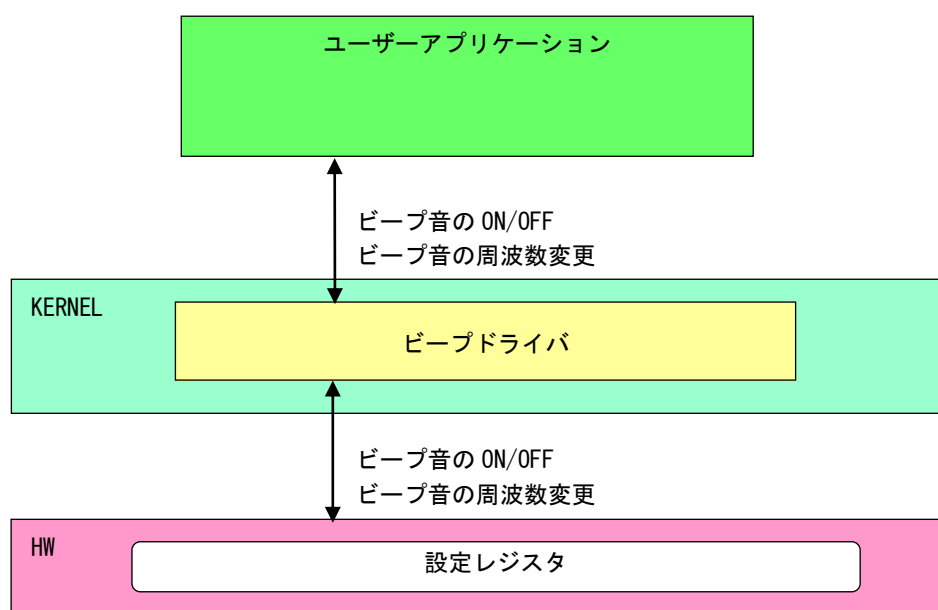 ユーザーアプリケーション
ビープ音の ON/OFF
ビープ音の周波数変更
KERNEL
ビープドライバ
ビープ音の ON/OFF
ビープ音の周波数変更
HW
設定レジスタ